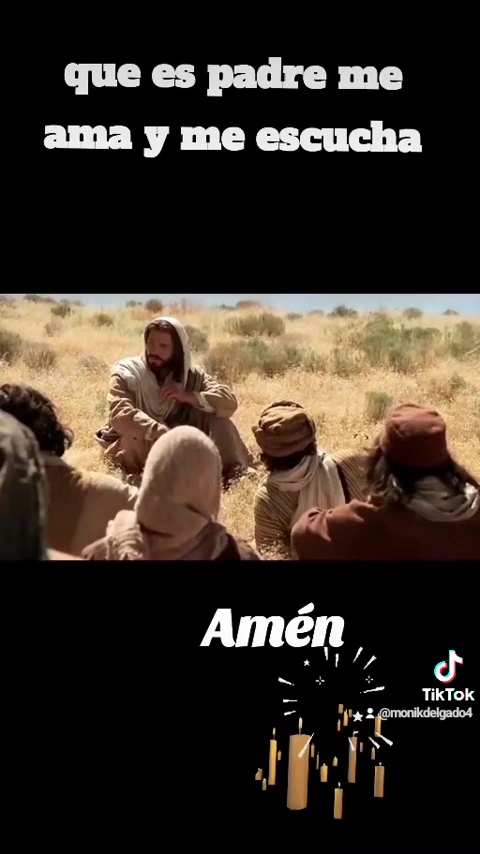 que es padre me
ama y me escucha
Amén
TikTok
@monikdelgado4